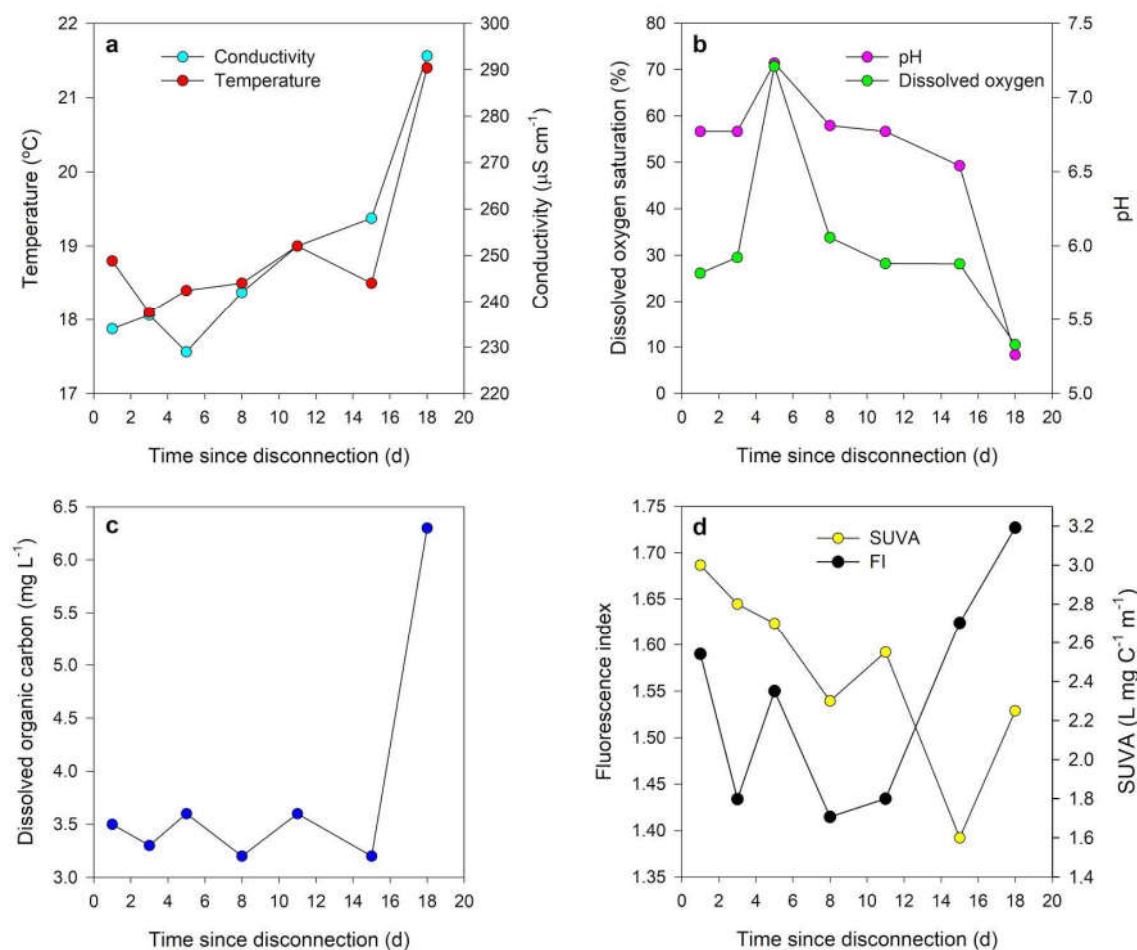 a
Conductivity
Temperature
Temperature (ºC)
22
21
20
19
18
17
Conductivity (µS cm⁻¹)
300
290
280
270
260
250
240
230
220
0 2 4 6 8 10 12 14 16 18 20
Time since disconnection (d)
b
pH
Dissolved oxygen
Dissolved oxygen saturation (%)
80
70
60
50
40
30
20
10
0
pH
7.5
7.0
6.5
6.0
5.5
5.0
0 2 4 6 8 10 12 14 16 18 20
Time since disconnection (d)
c
Dissolved organic carbon (mg L⁻¹)
6.5
6.0
5.5
5.0
4.5
4.0
3.5
3.0
0 2 4 6 8 10 12 14 16 18 20
Time since disconnection (d)
d
SUVA
FI
Fluorescence index
1.75
1.70
1.65
1.60
1.55
1.50
1.45
1.40
1.35
SUVA (L mg C⁻¹ m⁻¹)
3.2
3.0
2.8
2.6
2.4
2.2
2.0
1.8
1.6
1.4
0 2 4 6 8 10 12 14 16 18 20
Time since disconnection (d)